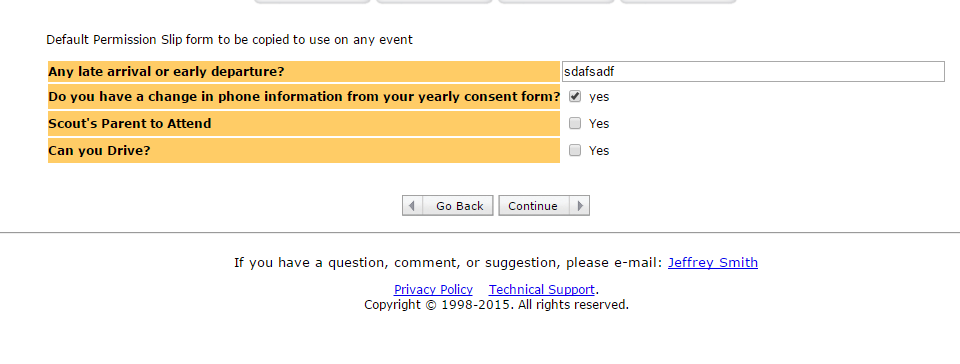 Default Permission Slip form to be copied to use on any event
Any late arrival or early departure? sdafsadf
Do you have a change in phone information from your yearly consent form? yes
Scout's Parent to Attend Yes
Can you Drive? Yes
Go Back Continue
If you have a question, comment, or suggestion, please e-mail: Jeffrey Smith
Privacy Policy Technical Support.
Copyright © 1998-2015. All rights reserved.